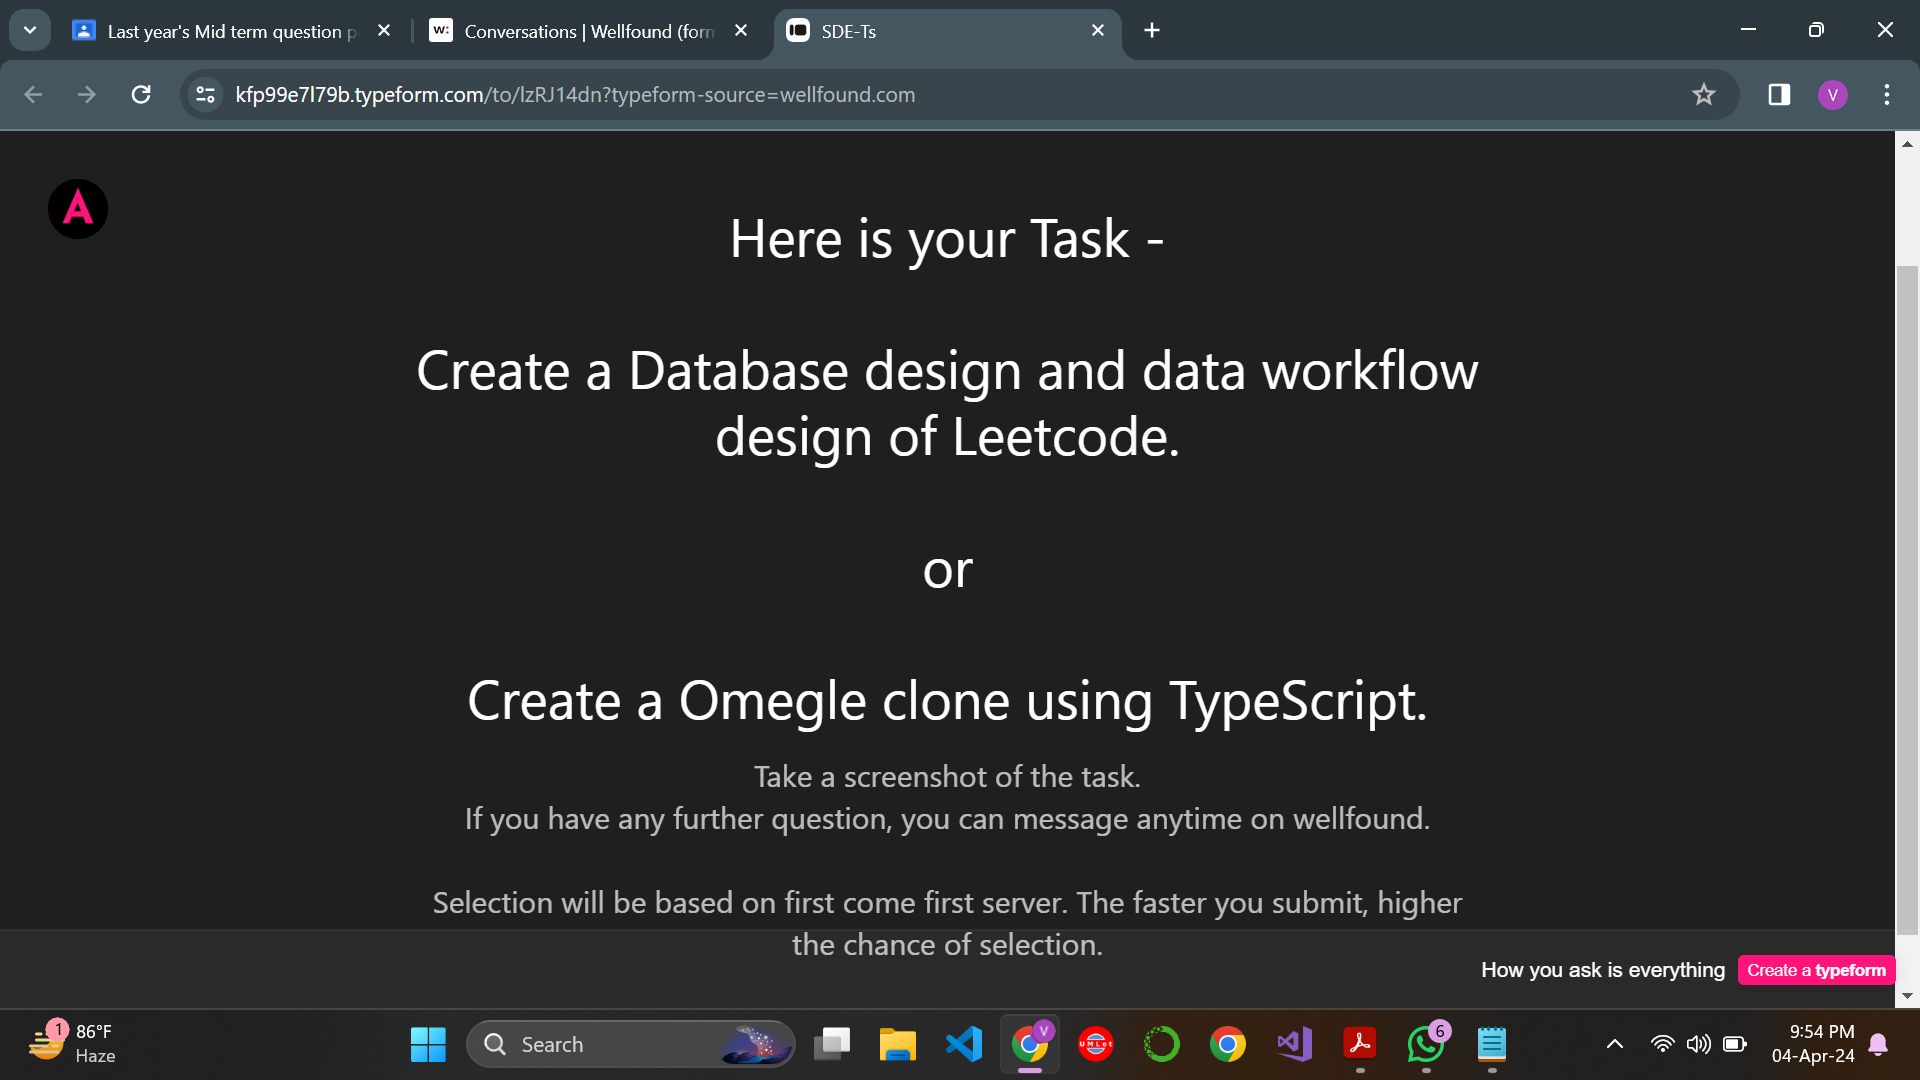 Last year's Mid term question p
Conversations | Wellfound (forn
SDE-Ts
kfp99e7l79b.typeform.com/to/lzRJ14dn?typeform-source=wellfound.com
V
A
Here is your Task -
Create a Database design and data workflow
design of Leetcode.
or
Create a Omegle clone using TypeScript.
Take a screenshot of the task.
If you have any further question, you can message anytime on wellfound.
Selection will be based on first come first server. The faster you submit, higher
the chance of selection.
How you ask is everything
Create a typeform
1
86°F
Haze
Search
V
UMLet
6
9:54 PM
04-Apr-24